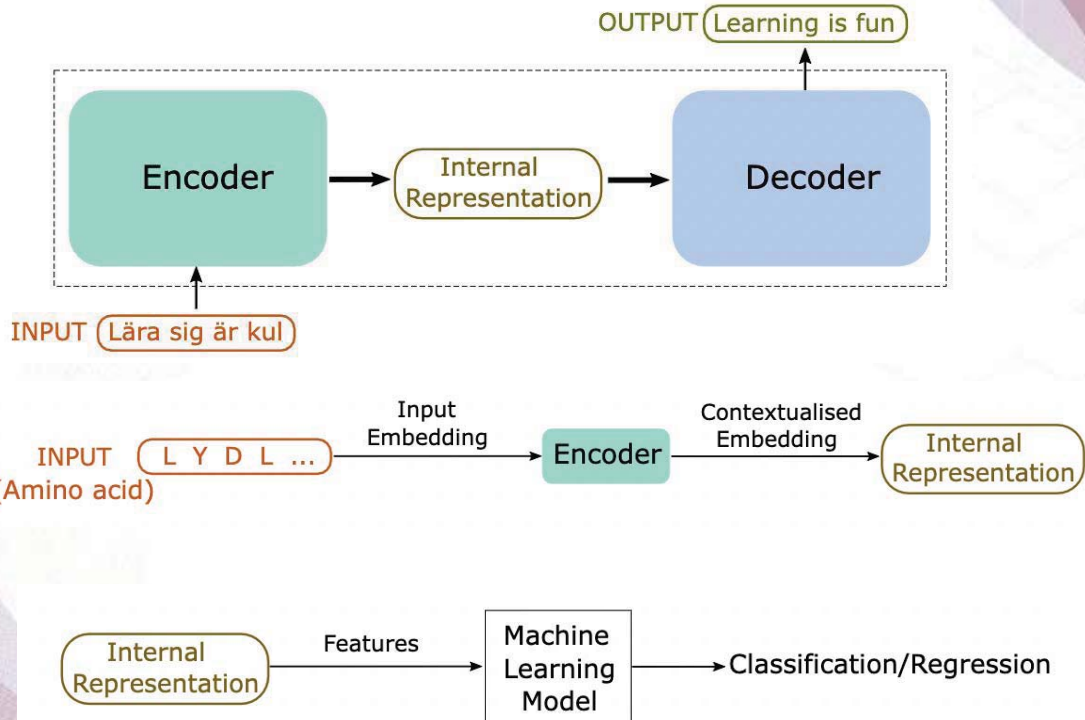 OUTPUT Learning is fun
Encoder
Internal
Representation
Decoder
INPUT Lära sig är kul
Input
Embedding
Contextualised
Embedding
INPUT
(Amino acid)
L Y D L ...
Encoder
Internal
Representation
Internal
Representation
Features
Machine
Learning
Model
Classification/Regression